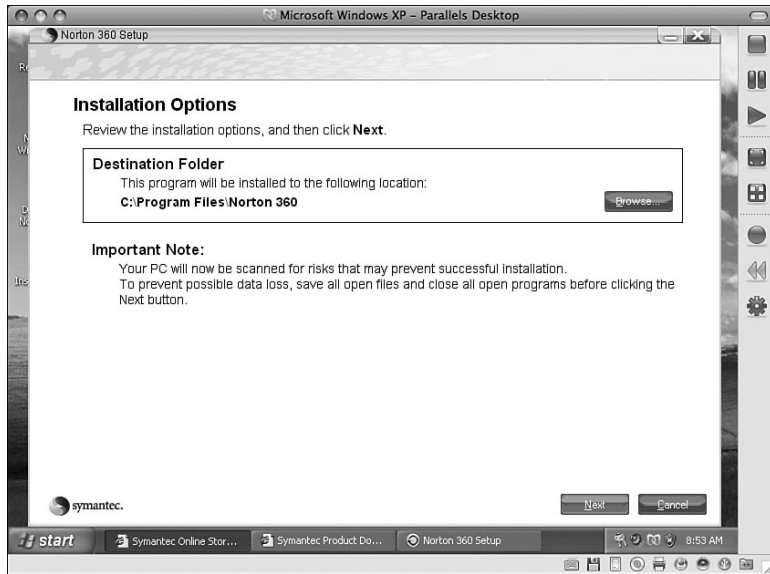 Microsoft Windows XP – Parallels Desktop
Norton 360 Setup
Installation Options
Review the installation options, and then click Next.
Destination Folder
This program will be installed to the following location:
C:\Program Files\Norton 360
Browse...
Important Note:
Your PC will now be scanned for risks that may prevent successful installation.
To prevent possible data loss, save all open files and close all open programs before clicking the
Next button.
symantec.
Next
Cancel
start
Symantec Online Stor...
Symantec Product Do...
Norton 360 Setup
8:53 AM